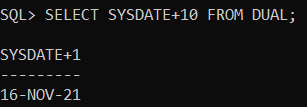 SQL> SELECT SYSDATE+10 FROM DUAL;
SYSDATE+1
---------
16-NOV-21